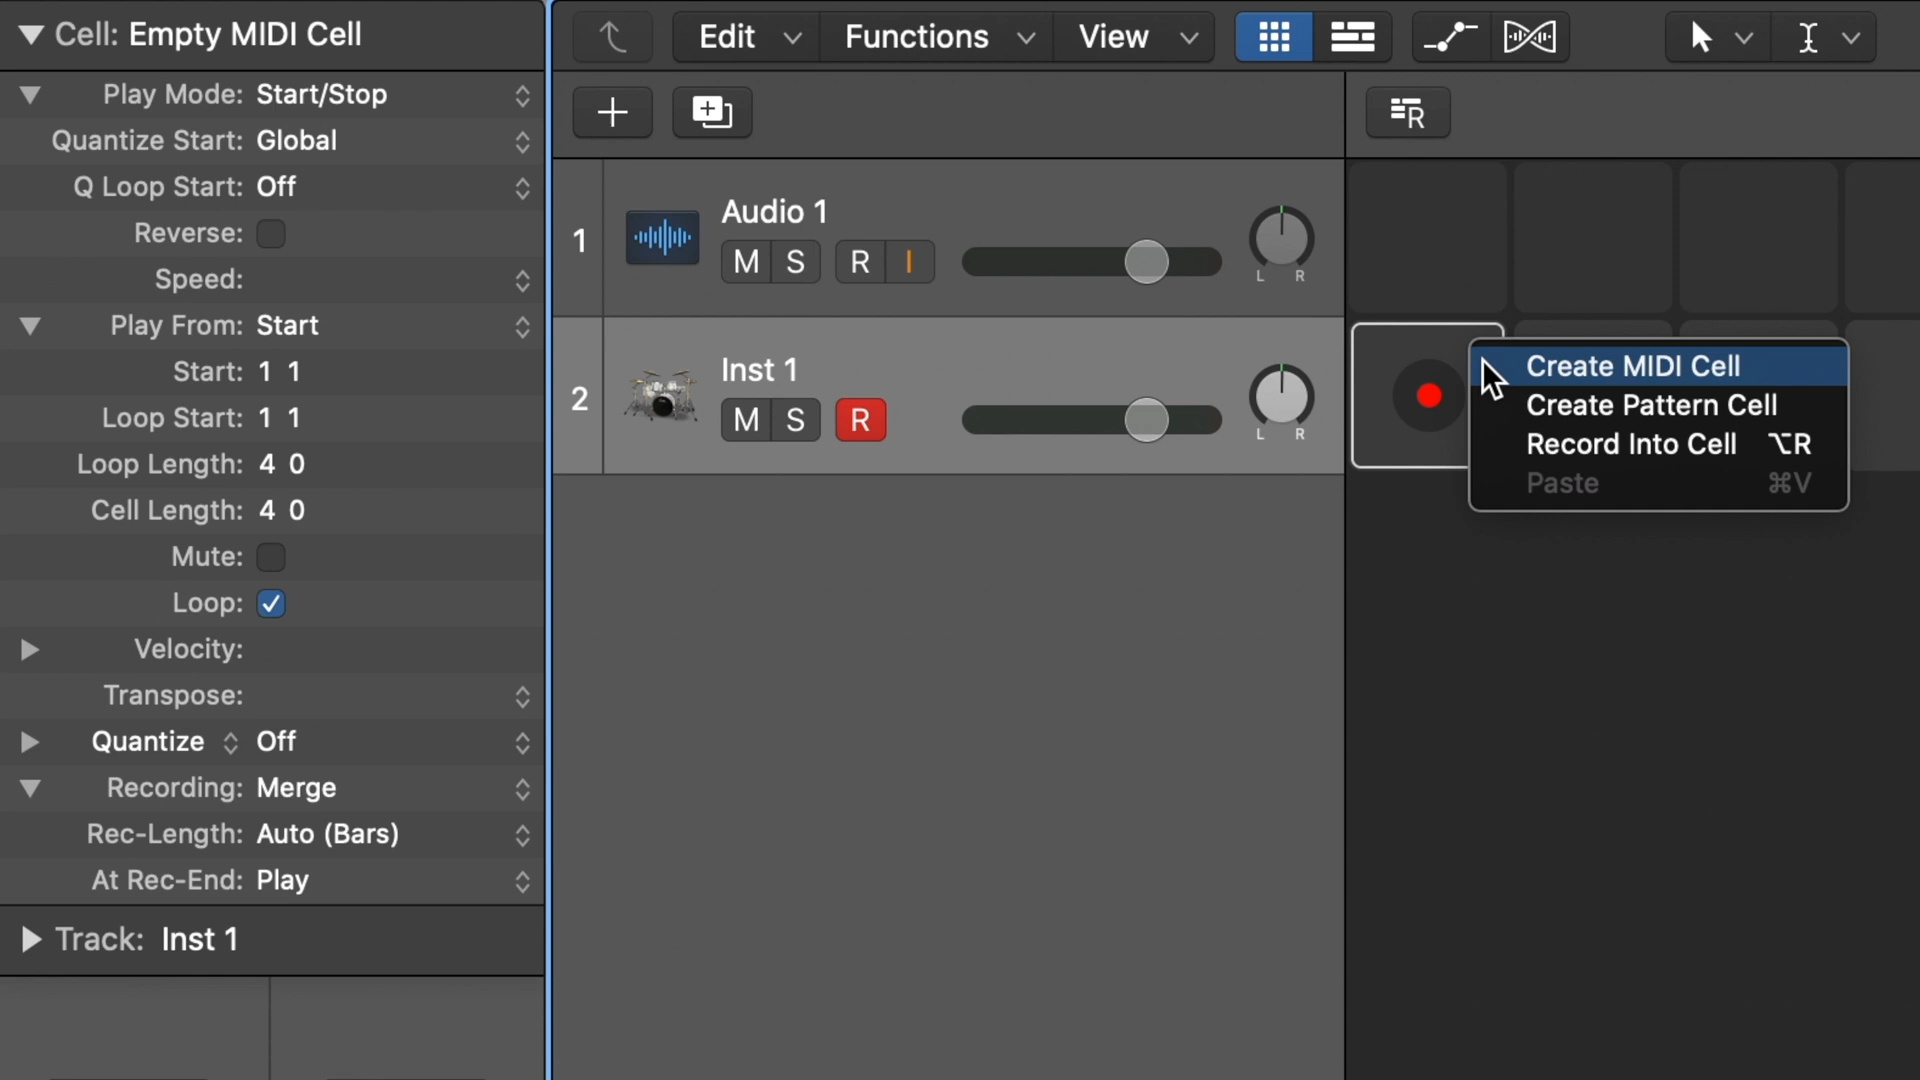 Cell: Empty MIDI Cell
Play Mode: Start/Stop
Quantize Start: Global
Q Loop Start: Off
Reverse:
Speed:
Play From: Start
Start: 1 1
Loop Start: 1 1
Loop Length: 4 0
Cell Length: 4 0
Mute:
Loop:
Velocity:
Transpose:
Quantize Off
Recording: Merge
Rec-Length: Auto (Bars)
At Rec-End: Play
Track: Inst 1
Edit Functions View
R
1 Audio 1
M S R I
L R
2 Inst 1
M S R
L R
Create MIDI Cell
Create Pattern Cell
Record Into Cell ⌥R
Paste ⌘V